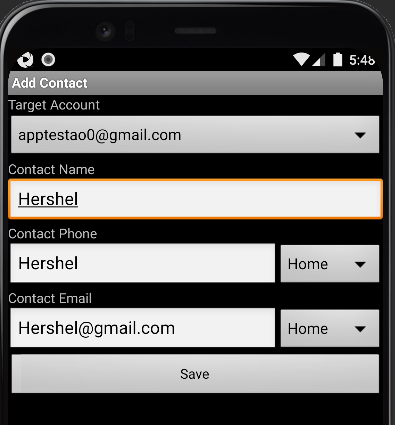 5:48
Add Contact
Target Account
apptestao0@gmail.com
Contact Name
Hershel
Contact Phone
Hershel
Home
Contact Email
Hershel@gmail.com
Home
Save